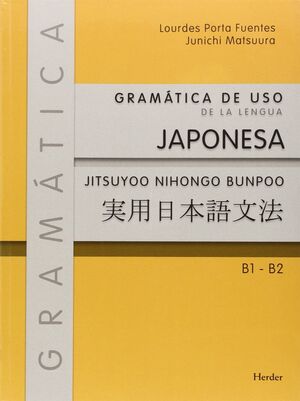 Lourdes Porta Fuentes
Junichi Matsuura
GRAMÁTICA
GRAMÁTICA DE USO
DE LA LENGUA
JAPONESA
JITSUYOO NIHONGO BUNPOO
実用日本語文法
B1 - B2
Herder